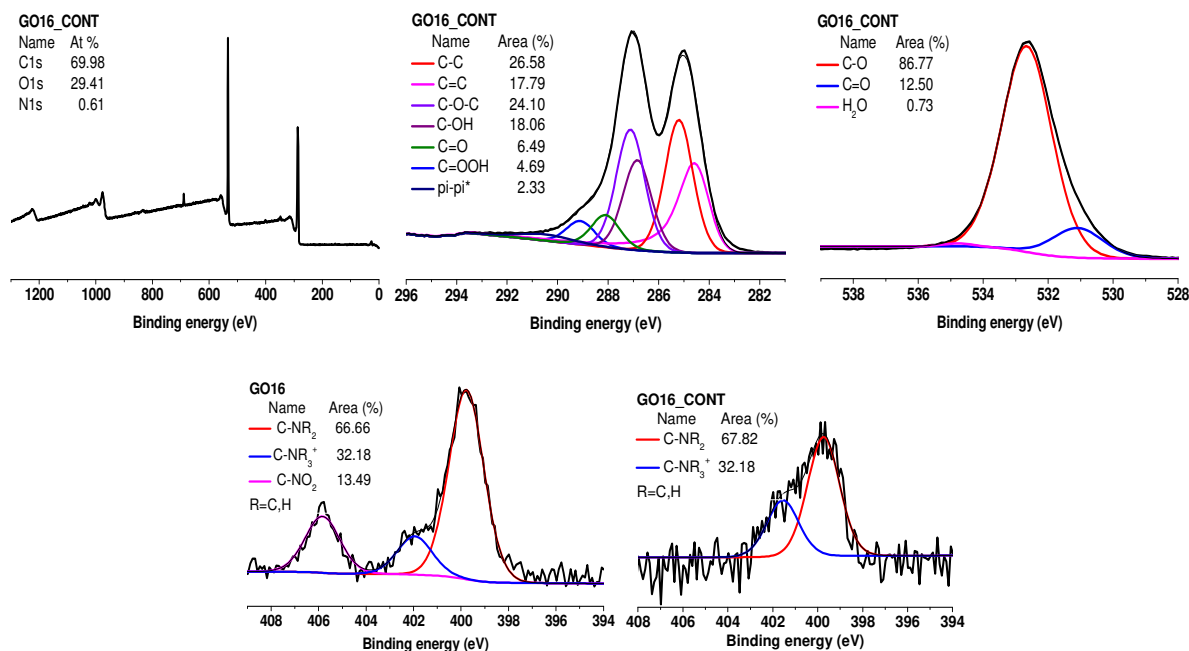 GO16_CONT
Name At %
C1s 69.98
O1s 29.41
N1s 0.61
1200 1000 800 600 400 200 0
Binding energy (eV)
GO16_CONT
Name Area (%)
C-C 26.58
C=C 17.79
C-O-C 24.10
C-OH 18.06
C=O 6.49
C=OOH 4.69
pi-pi* 2.33
296 294 292 290 288 286 284 282
Binding energy (eV)
GO16_CONT
Name Area (%)
C-O 86.77
C=O 12.50
H₂O 0.73
538 536 534 532 530 528
Binding energy (eV)
GO16
Name Area (%)
C-NR₂ 66.66
C-NR₃⁺ 32.18
C-NO₂ 13.49
R=C,H
408 406 404 402 400 398 396 394
Binding energy (eV)
GO16_CONT
Name Area (%)
C-NR₂ 67.82
C-NR₃⁺ 32.18
R=C,H
408 406 404 402 400 398 396 394
Binding energy (eV)